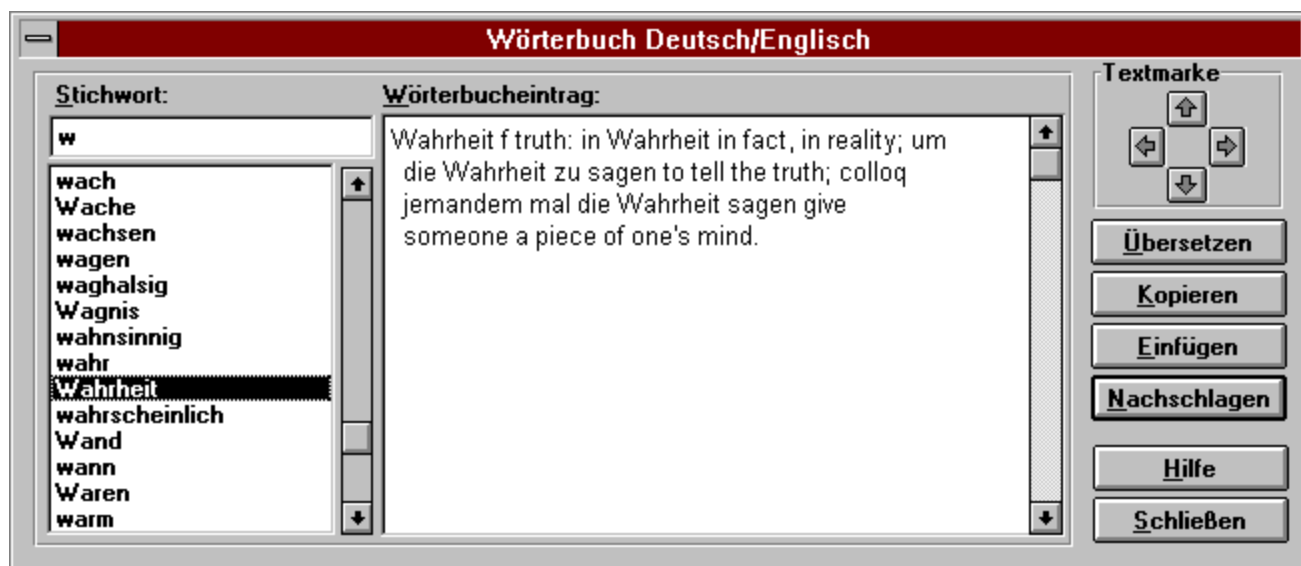 Wörterbuch Deutsch/Englisch
Stichwort:
w
wach
Wache
wachsen
wagen
waghalsig
Wagnis
wahnsinnig
wahr
Wahrheit
wahrscheinlich
Wand
wann
Waren
warm
Wörterbucheintrag:
Wahrheit f truth: in Wahrheit in fact, in reality; um
die Wahrheit zu sagen to tell the truth; colloq
jemandem mal die Wahrheit sagen give
someone a piece of one's mind.
Textmarke
Übersetzen
Kopieren
Einfügen
Nachschlagen
Hilfe
Schließen